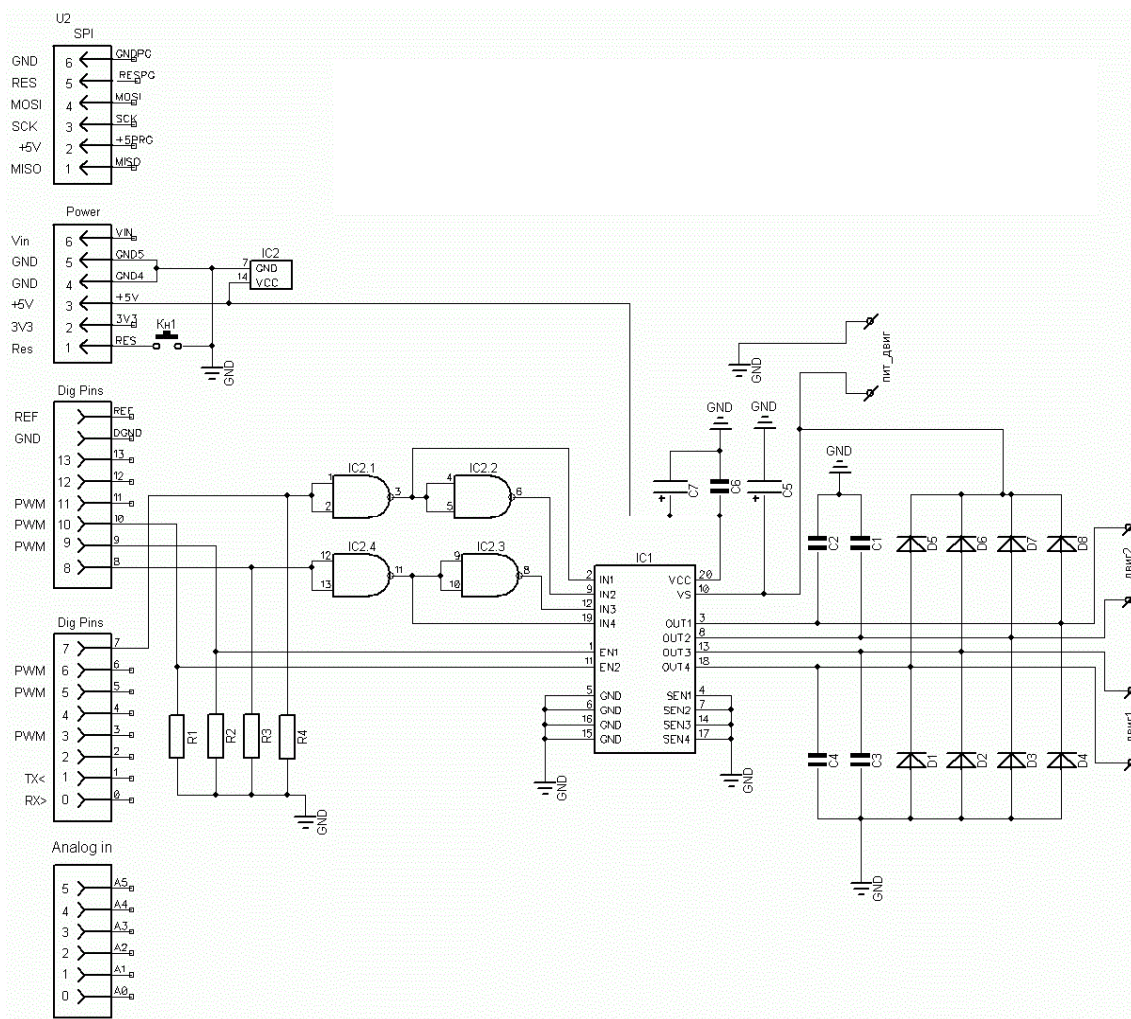 U2
SPI
GND 6 GNDPG
RES 5 RESPG
MOSI 4 MOSI
SCK 3 SCK
+5V 2 +5PRG
MISO 1 MISO
Power
Vin 6 VIN
GND 5 GND5
GND 4 GND4
+5V 3 +5V
3V3 2 3V3
Res 1 RES
Кн1
IC2
7 GND
14 VCC
GND
Dig Pins
REF REF
GND DGND
13 13
12 12
PWM 11 11
PWM 10 10
PWM 9 9
8 8
Dig Pins
7 7
PWM 6 6
PWM 5 5
4 4
PWM 3 3
2 2
TX< 1 1
RX> 0 0
Analog in
5 A5
4 A4
3 A3
2 A2
1 A1
0 A0
IC2.1
1
2
3
IC2.2
4
5
6
IC2.4
12
13
11
IC2.3
9
10
8
R1
R2
R3
R4
GND
IC1
2 IN1
9 IN2
12 IN3
19 IN4
1 EN1
11 EN2
5 GND
6 GND
16 GND
15 GND
VCC 20
VS 10
OUT1 3
OUT2 8
OUT3 13
OUT4 18
SEN1 4
SEN2 7
SEN3 14
SEN4 17
GND
GND
GND
пит_двиг
GND
GND
+ C7
C6
+ C5
GND
C2
C1
D5
D6
D7
D8
двиг2
C4
C3
D1
D2
D3
D4
двиг1
GND